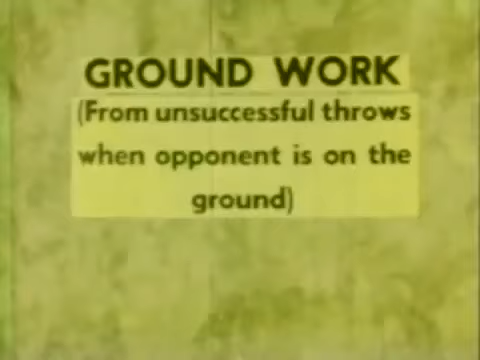 GROUND WORK
(From unsuccessful throws
when opponent is on the
ground)